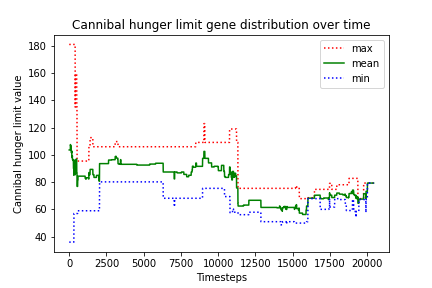 Cannibal hunger limit gene distribution over time
Cannibal hunger limit value
180
160
140
120
100
80
60
40
max
mean
min
0 2500 5000 7500 10000 12500 15000 17500 20000
Timesteps